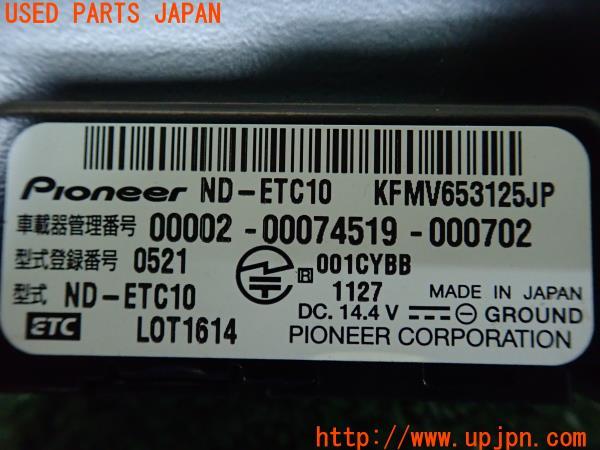 USED PARTS JAPAN
Pioneer ND-ETC10 KFMV653125JP
車載器管理番号 00002-00074519-000702
型式登録番号 0521 R 001CYBB
型式 ND-ETC10 1127 MADE IN JAPAN
DC. 14.4 V ⊖ GROUND
ETC LOT1614 PIONEER CORPORATION
http://www.upjpn.com/